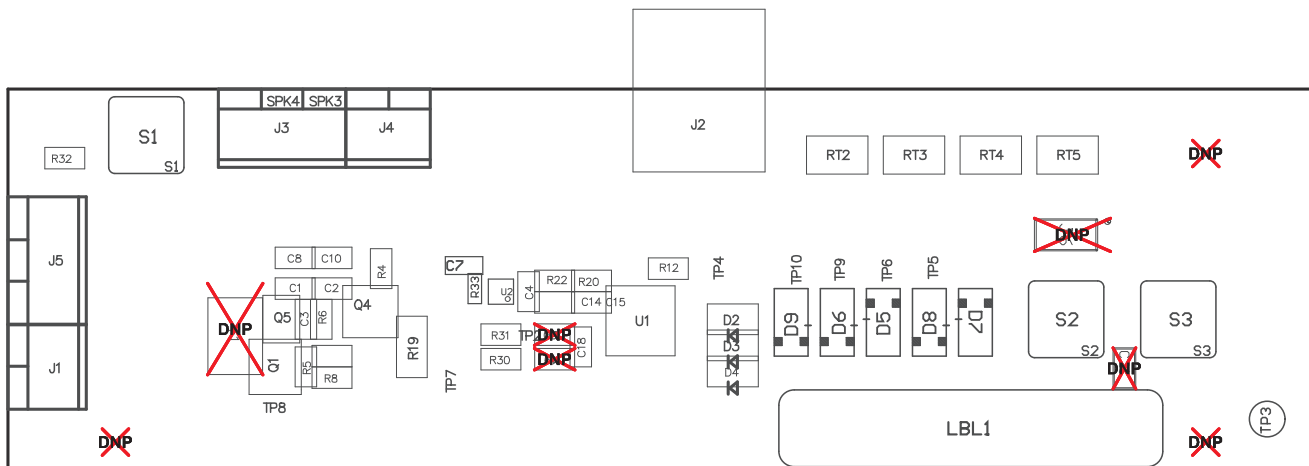 SPK4 SPK3
S1 J3 J4 J2
R32 S1 RT2 RT3 RT4 RT5 DNP
DNP
J5 C8 C10 R4 C7 R12 TP4 TP10 TP9 TP6 TP5
C1 C2 R33 U2 C4 R22 R20
Q5 C3 R6 Q4 C14 C15 U1 D2 D9 D6 D5 D8 D7 S2 S3
DNP R31 TP2 DNP C18
D3 S2 S3
J1 Q1 R5 R8 R19 R30 DNP D4 DNP
TP7
TP8
LBL1 TP3
DNP DNP